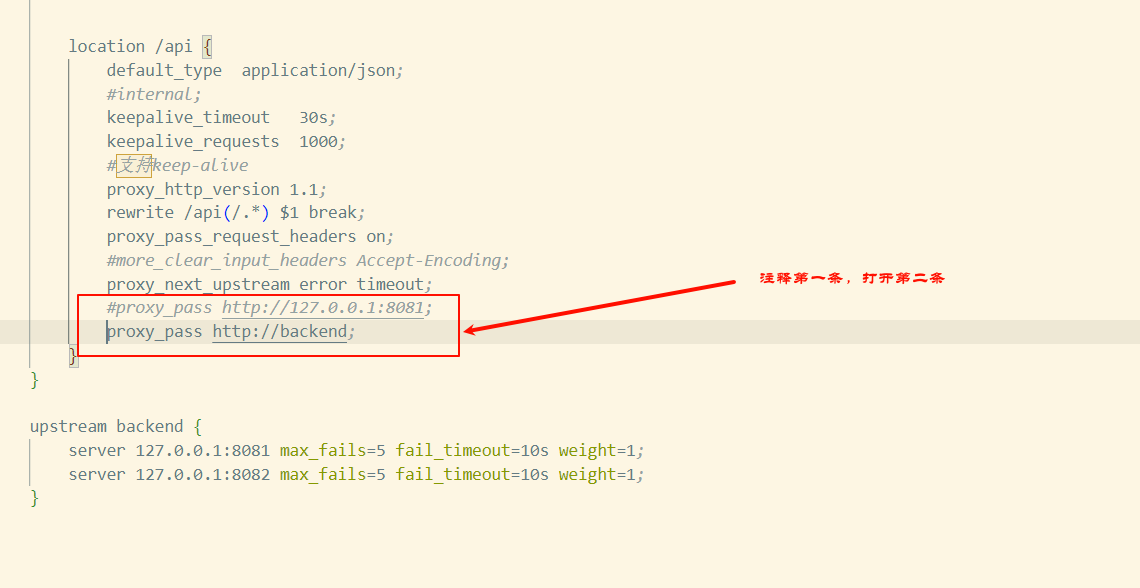 location /api {
default_type  application/json;
#internal;
keepalive_timeout   30s;
keepalive_requests  1000;
#支持keep-alive
proxy_http_version 1.1;
rewrite /api(/.*) $1 break;
proxy_pass_request_headers on;
#more_clear_input_headers Accept-Encoding;
proxy_next_upstream error timeout;
注释第一条，打开第二条
#proxy_pass http://127.0.0.1:8081;
proxy_pass http://backend;
}
}
upstream backend {
server 127.0.0.1:8081 max_fails=5 fail_timeout=10s weight=1;
server 127.0.0.1:8082 max_fails=5 fail_timeout=10s weight=1;
}